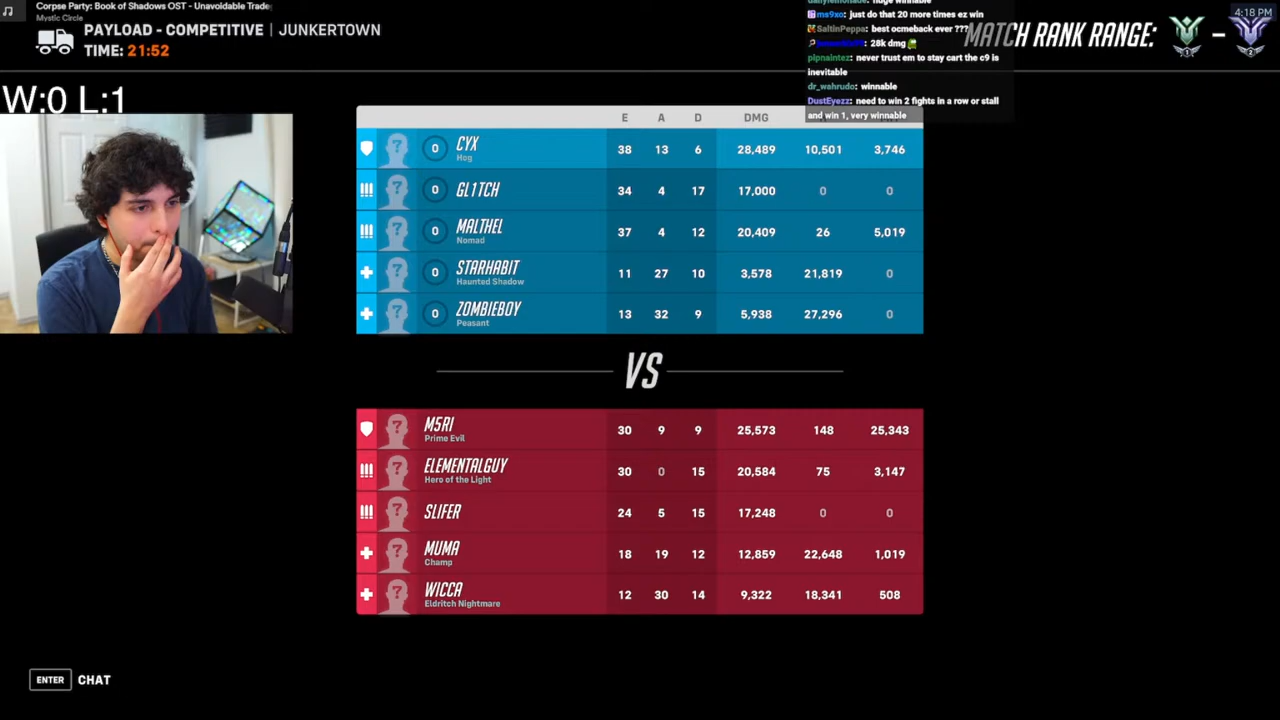 Corpse Party: Book of Shadows OST - Unavoidable Trade
Mystic Circle
PAYLOAD - COMPETITIVE | JUNKERTOWN
TIME: 21:52
W:0 L:1
huge winnable
ms9xo: just do that 20 more times ez win
SaltinPeppa: best ocmeback ever ???
28k dmg
pipnaintez: never trust em to stay cart the c9 is
inevitable
dr_wahrudo: winnable
DustEyezz: need to win 2 fights in a row or stall
and win 1, very winnable
4:18 PM
MATCH RANK RANGE: -
E A D DMG
0 CYX 38 13 6 28,489 10,501 3,746
Hog
0 GL1TCH 34 4 17 17,000 0 0
0 MALTHEL 37 4 12 20,409 26 5,019
Nomad
0 STARHABIT 11 27 10 3,578 21,819 0
Haunted Shadow
0 ZOMBIEBOY 13 32 9 5,938 27,296 0
Peasant
VS
M5RI 30 9 9 25,573 148 25,343
Prime Evil
ELEMENTALGUY 30 0 15 20,584 75 3,147
Hero of the Light
SLIFER 24 5 15 17,248 0 0
MUMA 18 19 12 12,859 22,648 1,019
Champ
WICCA 12 30 14 9,322 18,341 508
Eldritch Nightmare
ENTER CHAT